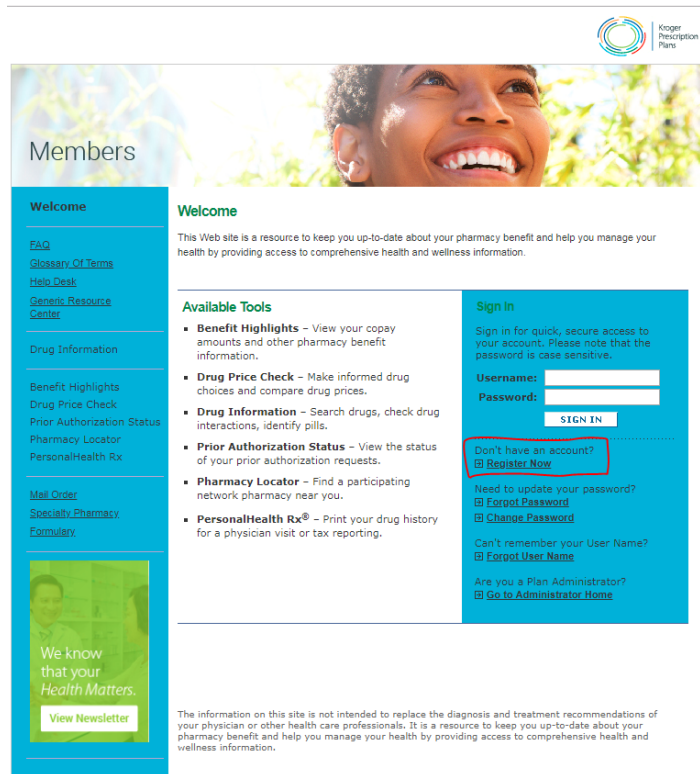 Kroger
Prescription
Plans
Members
Welcome
FAQ
Glossary Of Terms
Help Desk
Generic Resource
Center
Drug Information
Benefit Highlights
Drug Price Check
Prior Authorization Status
Pharmacy Locator
PersonalHealth Rx
Mail Order
Specialty Pharmacy
Formulary
We know
that your
Health Matters.
View Newsletter
Welcome
This Web site is a resource to keep you up-to-date about your pharmacy benefit and help you manage your
health by providing access to comprehensive health and wellness information.
Available Tools
Benefit Highlights – View your copay
amounts and other pharmacy benefit
information.
Drug Price Check – Make informed drug
choices and compare drug prices.
Drug Information – Search drugs, check drug
interactions, identify pills.
Prior Authorization Status – View the status
of your prior authorization requests.
Pharmacy Locator – Find a participating
network pharmacy near you.
PersonalHealth Rx® – Print your drug history
for a physician visit or tax reporting.
Sign in
Sign in for quick, secure access to
your account. Please note that the
password is case sensitive.
Username:
Password:
SIGN IN
Don't have an account?
Register Now
Need to update your password?
Forgot Password
Change Password
Can't remember your User Name?
Forgot User Name
Are you a Plan Administrator?
Go to Administrator Home
The information on this site is not intended to replace the diagnosis and treatment recommendations of
your physician or other health care professionals. It is a resource to keep you up-to-date about your
pharmacy benefit and help you manage your health by providing access to comprehensive health and
wellness information.